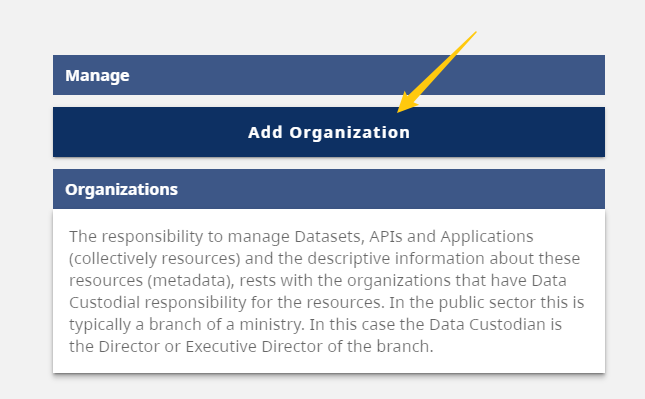 Manage
Add Organization
Organizations
The responsibility to manage Datasets, APIs and Applications
(collectively resources) and the descriptive information about these
resources (metadata), rests with the organizations that have Data
Custodial responsibility for the resources. In the public sector this is
typically a branch of a ministry. In this case the Data Custodian is
the Director or Executive Director of the branch.